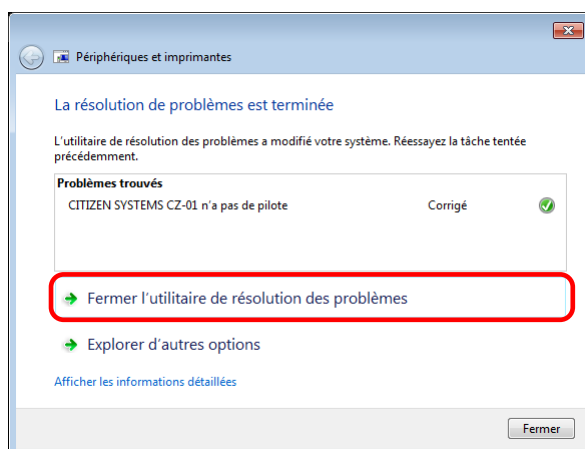 Périphériques et imprimantes
La résolution de problèmes est terminée
L'utilitaire de résolution des problèmes a modifié votre système. Réessayez la tâche tentée
précédemment.
Problèmes trouvés
CITIZEN SYSTEMS CZ-01 n'a pas de pilote Corrigé
Fermer l'utilitaire de résolution des problèmes
Explorer d'autres options
Afficher les informations détaillées
Fermer